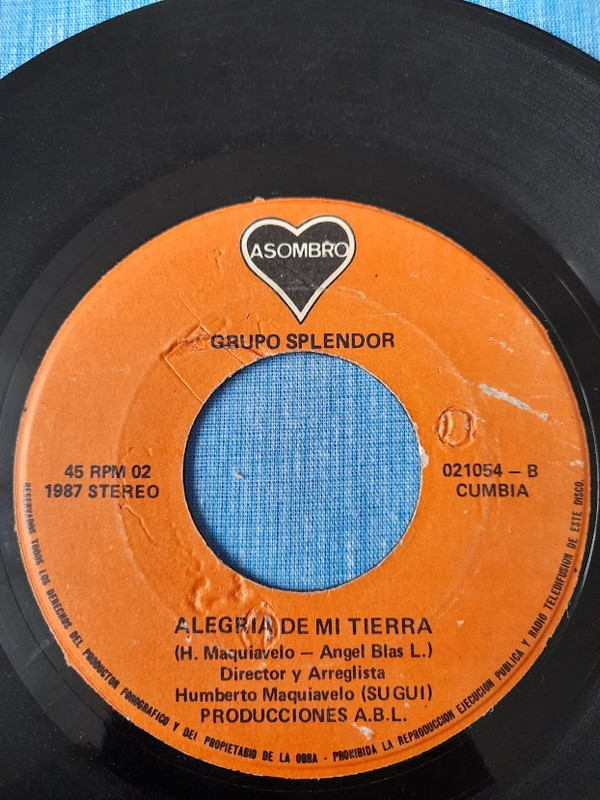 ASOMBRO
GRUPO SPLENDOR
45 RPM 02
1987 STEREO
021054 – B
CUMBIA
ALEGRIA DE MI TIERRA
(H. Maquiavelo – Angel Blas L.)
Director y Arreglista
Humberto Maquiavelo (SUGUI)
PRODUCCIONES A.B.L.
RESERVADOS TODOS LOS DERECHOS DEL PRODUCTOR FONOGRAFICO Y DEL PROPIETARIO DE LA OBRA - PROHIBIDA LA REPRODUCCION EJECUCION PUBLICA Y RADIO TELEDIFUSION DE ESTE DISCO.